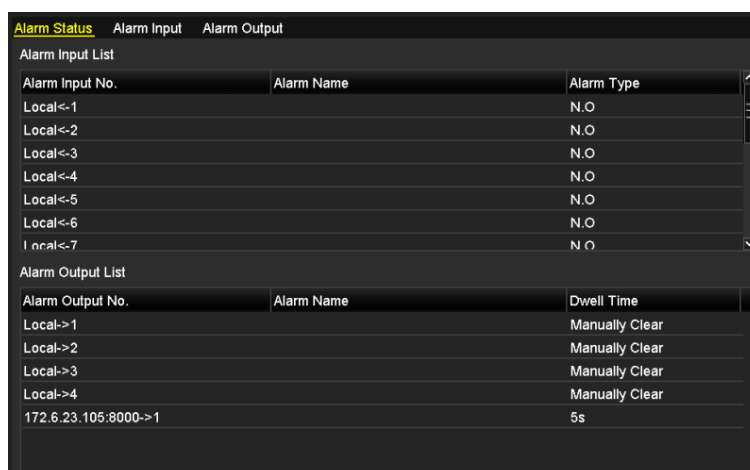 Alarm Status Alarm Input Alarm Output
Alarm Input List
Alarm Input No. Alarm Name Alarm Type
Local<-1 N.O
Local<-2 N.O
Local<-3 N.O
Local<-4 N.O
Local<-5 N.O
Local<-6 N.O
Local<-7 N.O
Alarm Output List
Alarm Output No. Alarm Name Dwell Time
Local->1 Manually Clear
Local->2 Manually Clear
Local->3 Manually Clear
Local->4 Manually Clear
172.6.23.105:8000->1 5s